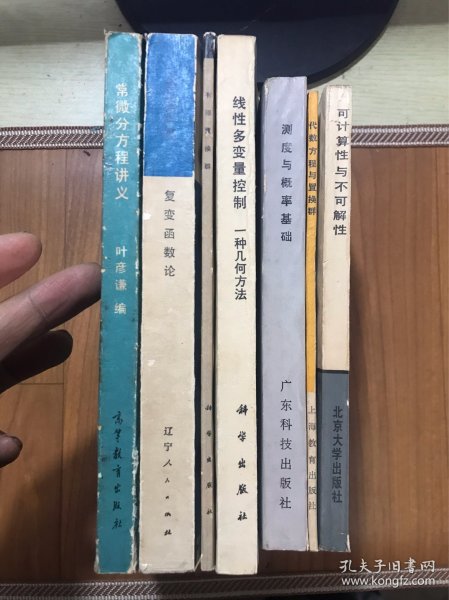 常微分方程讲义
叶彦谦 编
高等教育出版社
复变函数论
辽宁人民出版社
科学出版社
线性多变量控制 一种几何方法
科学出版社
测度与概率基础
广东科技出版社
代数方程与置换群
上海教育出版社
可计算性与不可解性
北京大学出版社
孔夫子旧书网
www.kongfz.com